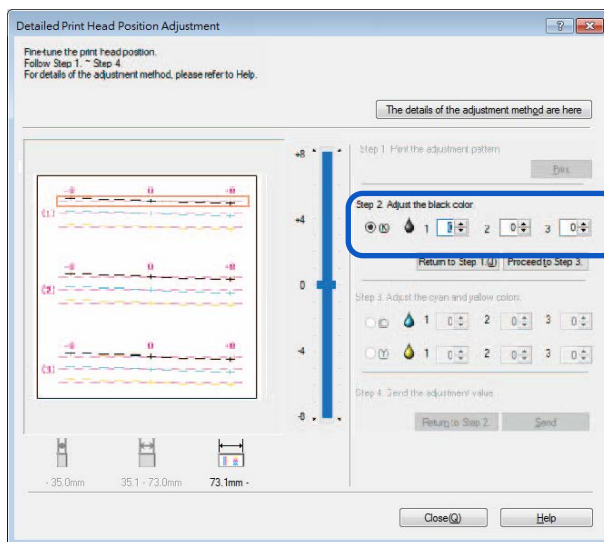 Detailed Print Head Position Adjustment
Fine-tune the print head position.
Follow Step 1. ~ Step 4.
For details of the adjustment method, please refer to Help.
The details of the adjustment method are here
Step 1. Print the adjustment pattern
Print
Step 2. Adjust the black color
(K) 1 2 0 3 0
Return to Step 1.(J) Proceed to Step 3.
Step 3. Adjust the cyan and yellow colors.
(C) 1 0 2 0 3 0
(Y) 1 0 2 0 3 0
Step 4. Send the adjustment value.
Return to Step 2. Send
+8
+4
0
-4
-8
-8 0 +8
(1)
-8 0 +8
(2)
-8 0 +8
(3)
- 35.0mm 35.1 - 73.0mm 73.1mm -
Close(Q) Help